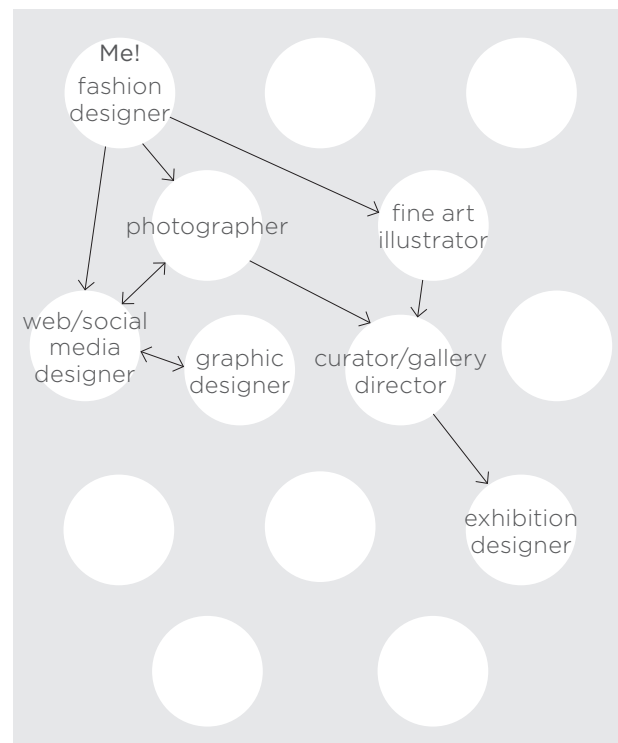 Me!
fashion
designer
photographer
fine art
illustrator
web/social
media
designer
graphic
designer
curator/gallery
director
exhibition
designer